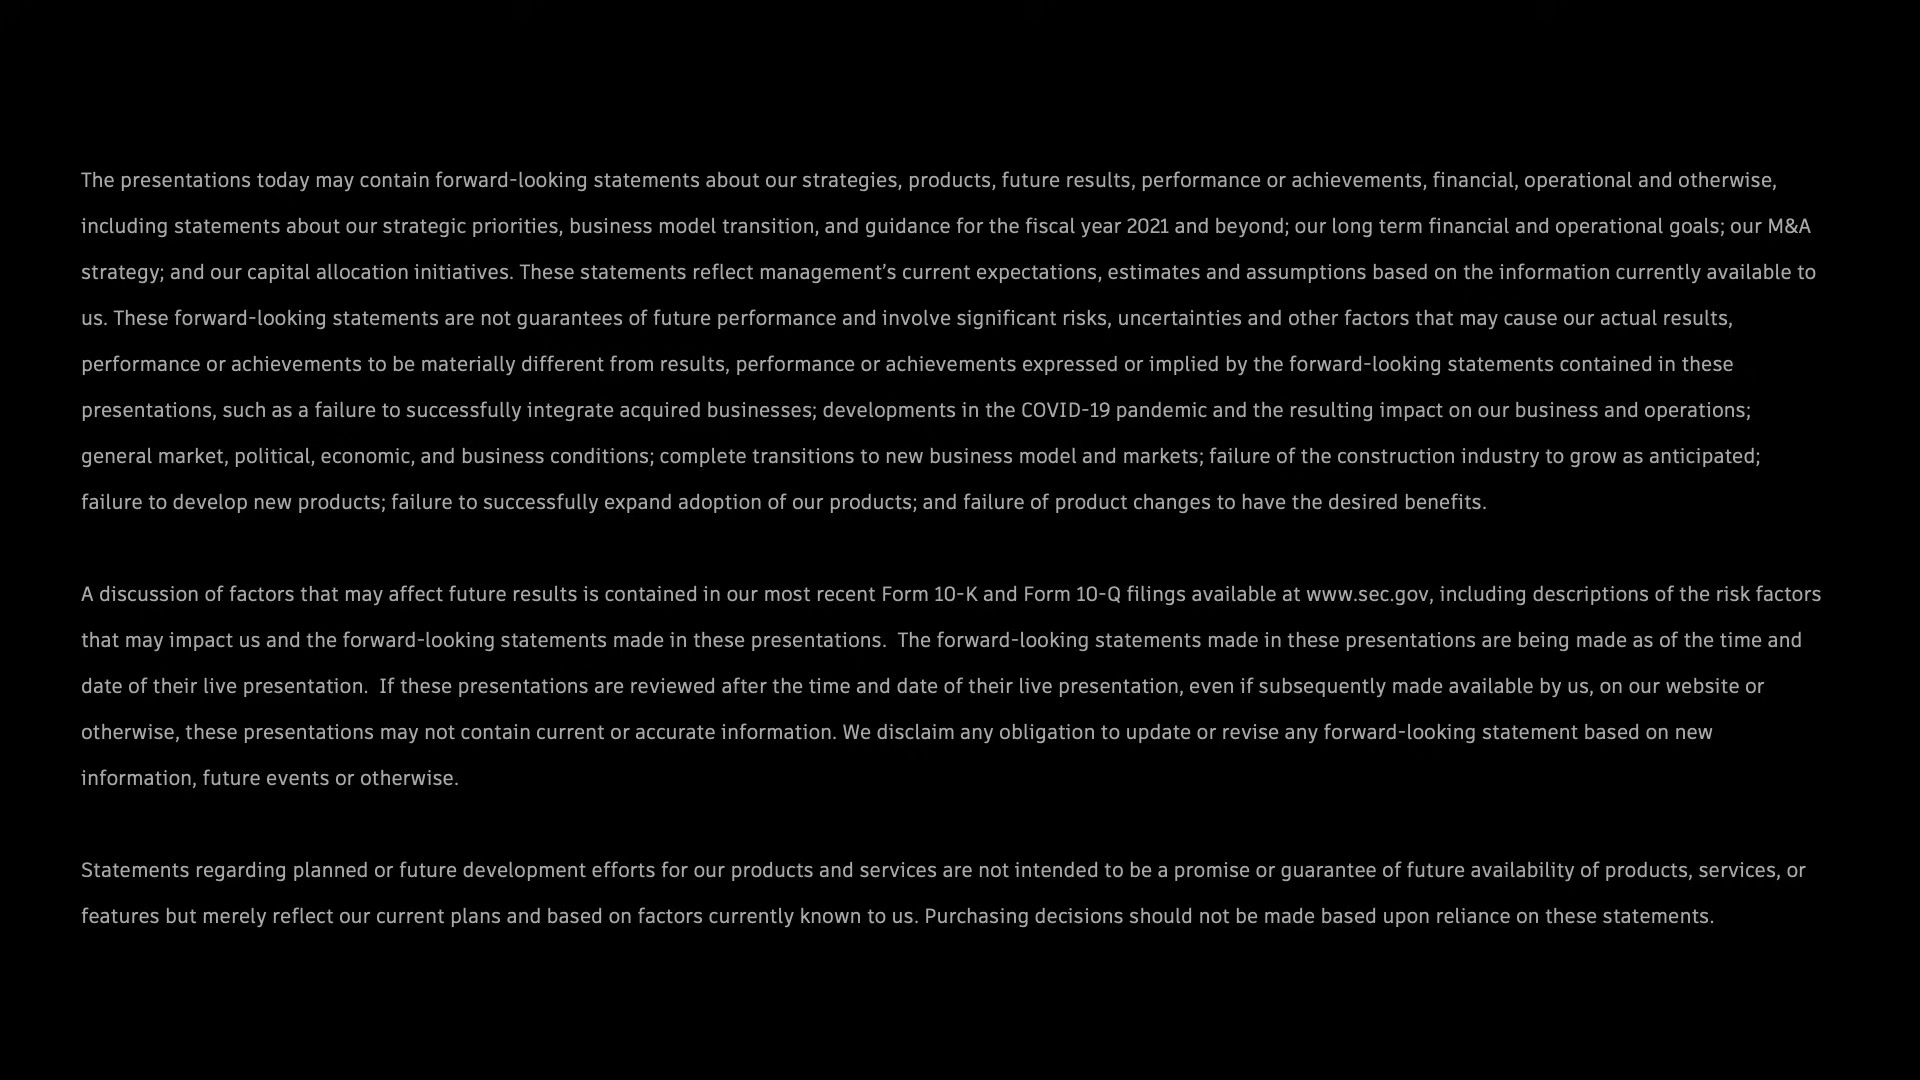 The presentations today may contain forward-looking statements about our strategies, products, future results, performance or achievements, financial, operational and otherwise,
including statements about our strategic priorities, business model transition, and guidance for the fiscal year 2021 and beyond; our long term financial and operational goals; our M&A
strategy; and our capital allocation initiatives. These statements reflect management’s current expectations, estimates and assumptions based on the information currently available to
us. These forward-looking statements are not guarantees of future performance and involve significant risks, uncertainties and other factors that may cause our actual results,
performance or achievements to be materially different from results, performance or achievements expressed or implied by the forward-looking statements contained in these
presentations, such as a failure to successfully integrate acquired businesses; developments in the COVID-19 pandemic and the resulting impact on our business and operations;
general market, political, economic, and business conditions; complete transitions to new business model and markets; failure of the construction industry to grow as anticipated;
failure to develop new products; failure to successfully expand adoption of our products; and failure of product changes to have the desired benefits.
A discussion of factors that may affect future results is contained in our most recent Form 10-K and Form 10-Q filings available at www.sec.gov, including descriptions of the risk factors
that may impact us and the forward-looking statements made in these presentations.  The forward-looking statements made in these presentations are being made as of the time and
date of their live presentation.  If these presentations are reviewed after the time and date of their live presentation, even if subsequently made available by us, on our website or
otherwise, these presentations may not contain current or accurate information. We disclaim any obligation to update or revise any forward-looking statement based on new
information, future events or otherwise.
Statements regarding planned or future development efforts for our products and services are not intended to be a promise or guarantee of future availability of products, services, or
features but merely reflect our current plans and based on factors currently known to us. Purchasing decisions should not be made based upon reliance on these statements.